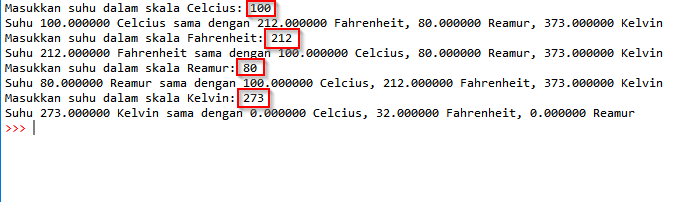 Masukkan suhu dalam skala Celcius: 100
Suhu 100.000000 Celcius sama dengan 212.000000 Fahrenheit, 80.000000 Reamur, 373.000000 Kelvin
Masukkan suhu dalam skala Fahrenheit: 212
Suhu 212.000000 Fahrenheit sama dengan 100.000000 Celcius, 80.000000 Reamur, 373.000000 Kelvin
Masukkan suhu dalam skala Reamur: 80
Suhu 80.000000 Reamur sama dengan 100.000000 Celcius, 212.000000 Fahrenheit, 373.000000 Kelvin
Masukkan suhu dalam skala Kelvin: 273
Suhu 273.000000 Kelvin sama dengan 0.000000 Celcius, 32.000000 Fahrenheit, 0.000000 Reamur
>>>